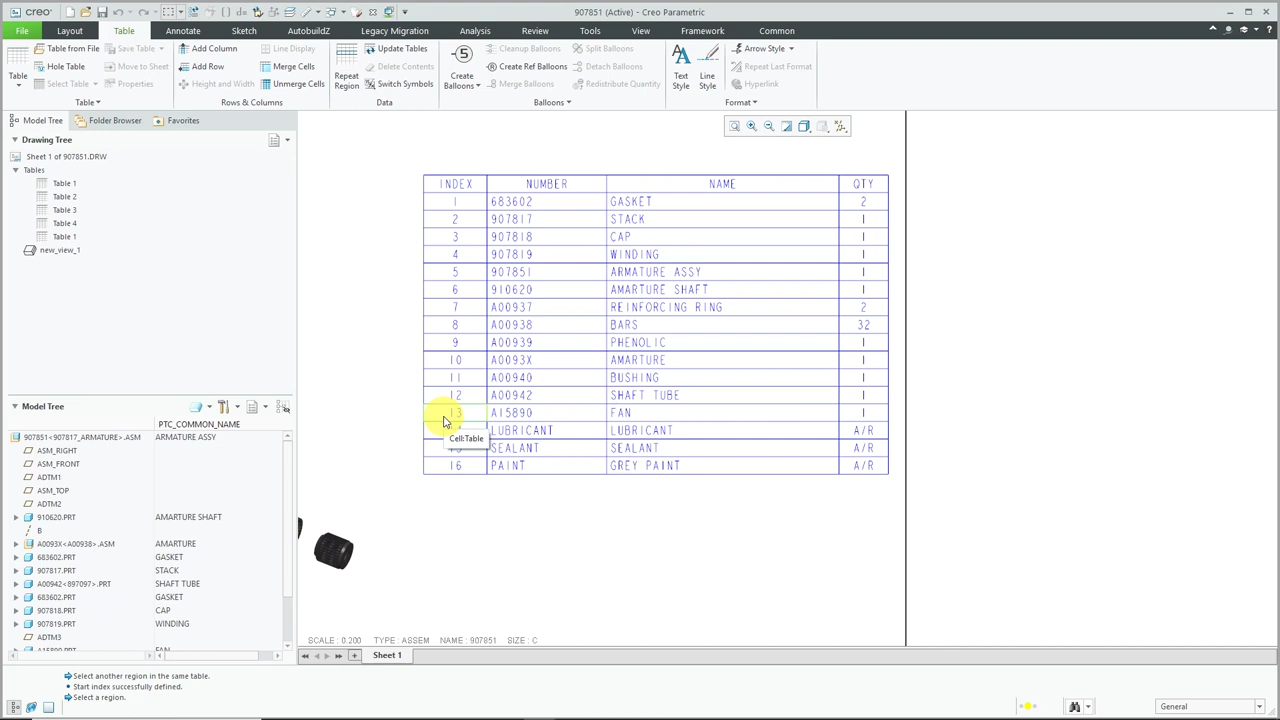 creo
907851 (Active) - Creo Parametric
File Layout Table Annotate Sketch AutobuildZ Legacy Migration Analysis Review Tools View Framework Common
Table
Table from File
Hole Table
Select Table
Save Table
Move to Sheet
Properties
Table
Add Column
Add Row
Height and Width
Line Display
Merge Cells
Unmerge Cells
Rows & Columns
Repeat Region
Update Tables
Delete Contents
Switch Symbols
Data
Create Balloons
Cleanup Balloons
Create Ref Balloons
Merge Balloons
Split Balloons
Detach Balloons
Redistribute Quantity
Balloons
Text Style
Line Style
Arrow Style
Repeat Last Format
Hyperlink
Format
Model Tree Folder Browser Favorites
Drawing Tree
Sheet 1 of 907851.DRW
Tables
Table 1
Table 2
Table 3
Table 4
Table 1
new_view_1
INDEX NUMBER NAME QTY
1 683602 GASKET 2
2 907817 STACK 1
3 907818 CAP 1
4 907819 WINDING 1
5 907851 ARMATURE ASSY 1
6 910620 AMARTURE SHAFT 1
7 A00937 REINFORCING RING 2
8 A00938 BARS 32
9 A00939 PHENOLIC 1
10 A0093X AMARTURE 1
11 A00940 BUSHING 1
12 A00942 SHAFT TUBE 1
13 A15890 FAN 1
LUBRICANT LUBRICANT A/R
SEALANT SEALANT A/R
16 PAINT GREY PAINT A/R
Cell:Table
Model Tree
PTC_COMMON_NAME
907851<907817_ARMATURE>.ASM ARMATURE ASSY
ASM_RIGHT
ASM_FRONT
ADTM1
ASM_TOP
ADTM2
910620.PRT AMARTURE SHAFT
B
A0093X<A00938>.ASM AMARTURE
683602.PRT GASKET
907817.PRT STACK
A00942<897097>.PRT SHAFT TUBE
683602.PRT GASKET
907818.PRT CAP
907819.PRT WINDING
ADTM3
A15890.PRT FAN
SCALE : 0.200 TYPE : ASSEM NAME : 907851 SIZE : C
Sheet 1
Select another region in the same table.
Start index successfully defined.
Select a region.
General